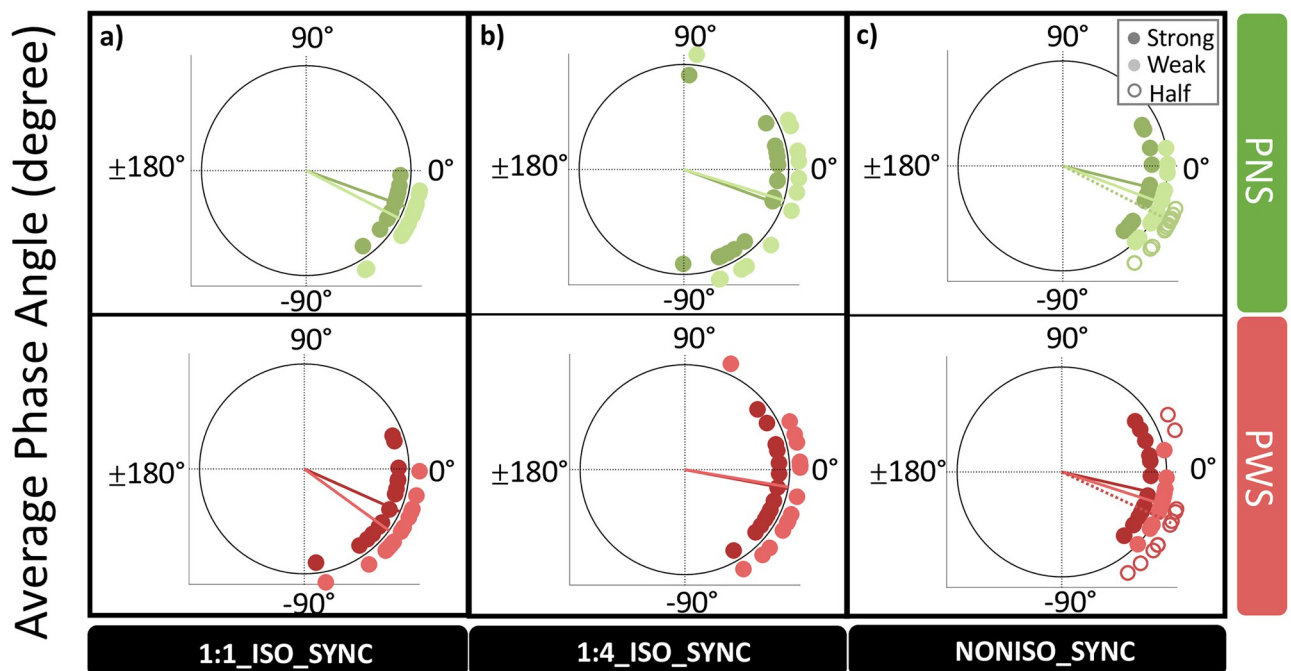 Average Phase Angle (degree)
a)
90°
±180°
0°
-90°
b)
90°
±180°
0°
-90°
c)
90°
±180°
0°
-90°
Strong
Weak
Half
PNS
90°
±180°
0°
-90°
90°
±180°
0°
-90°
90°
±180°
0°
-90°
PWS
1:1_ISO_SYNC
1:4_ISO_SYNC
NONISO_SYNC